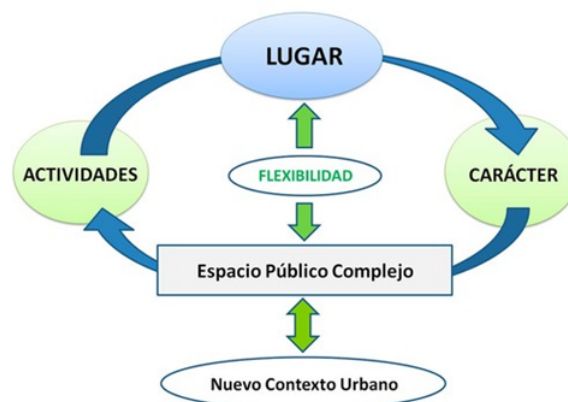 LUGAR
ACTIVIDADES
FLEXIBILIDAD
CARÁCTER
Espacio Público Complejo
Nuevo Contexto Urbano